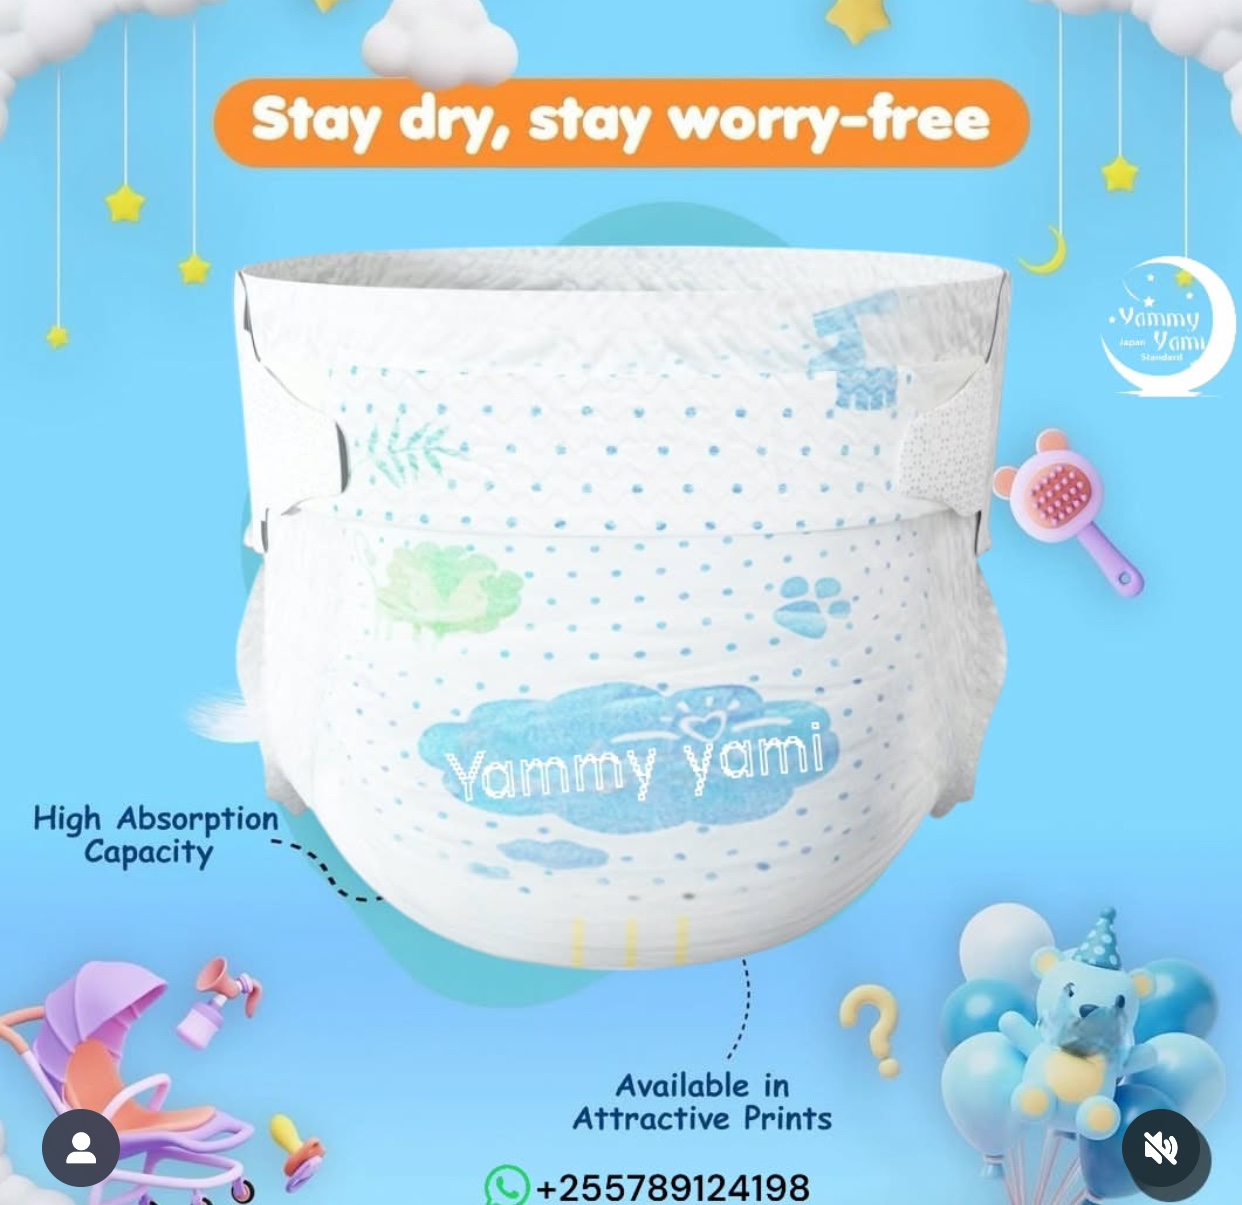 Stay dry, stay worry-free
Yammy
Japan Yami
Standard
Yammy yami
High Absorption
Capacity
Available in
Attractive Prints
+255789124198